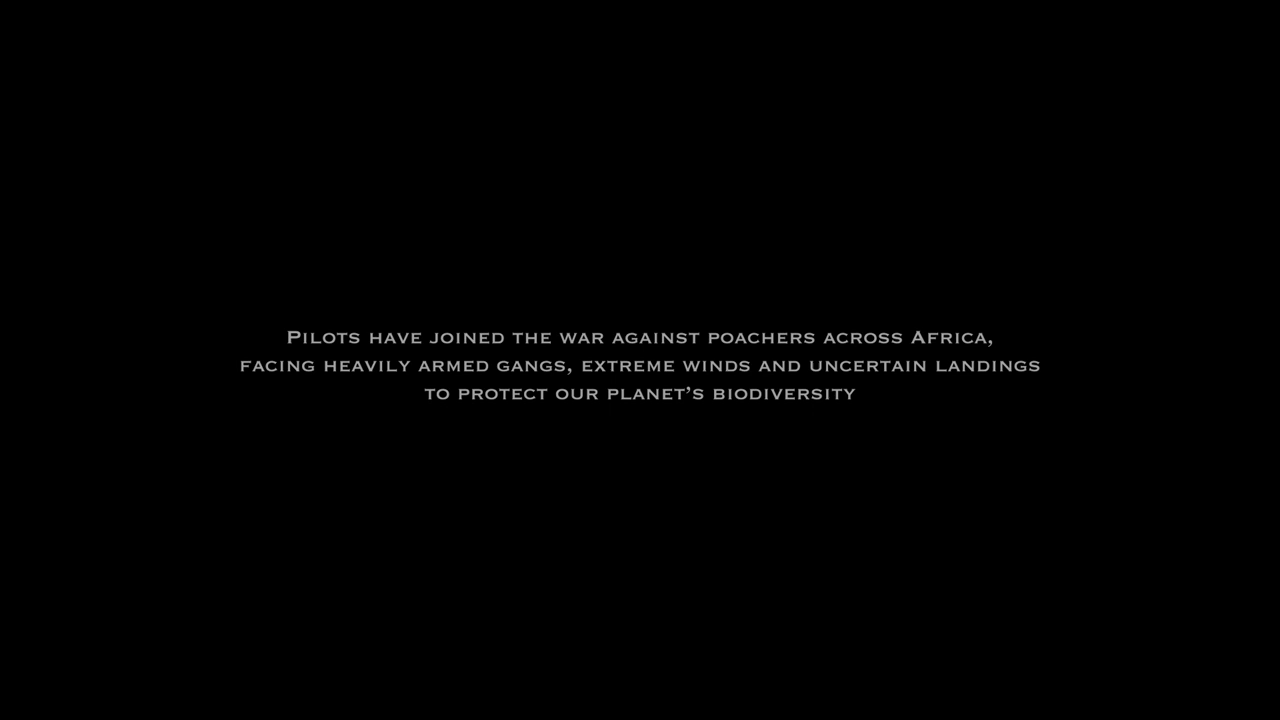 Pilots have joined the war against poachers across Africa,
facing heavily armed gangs, extreme winds and uncertain landings
to protect our planet’s biodiversity